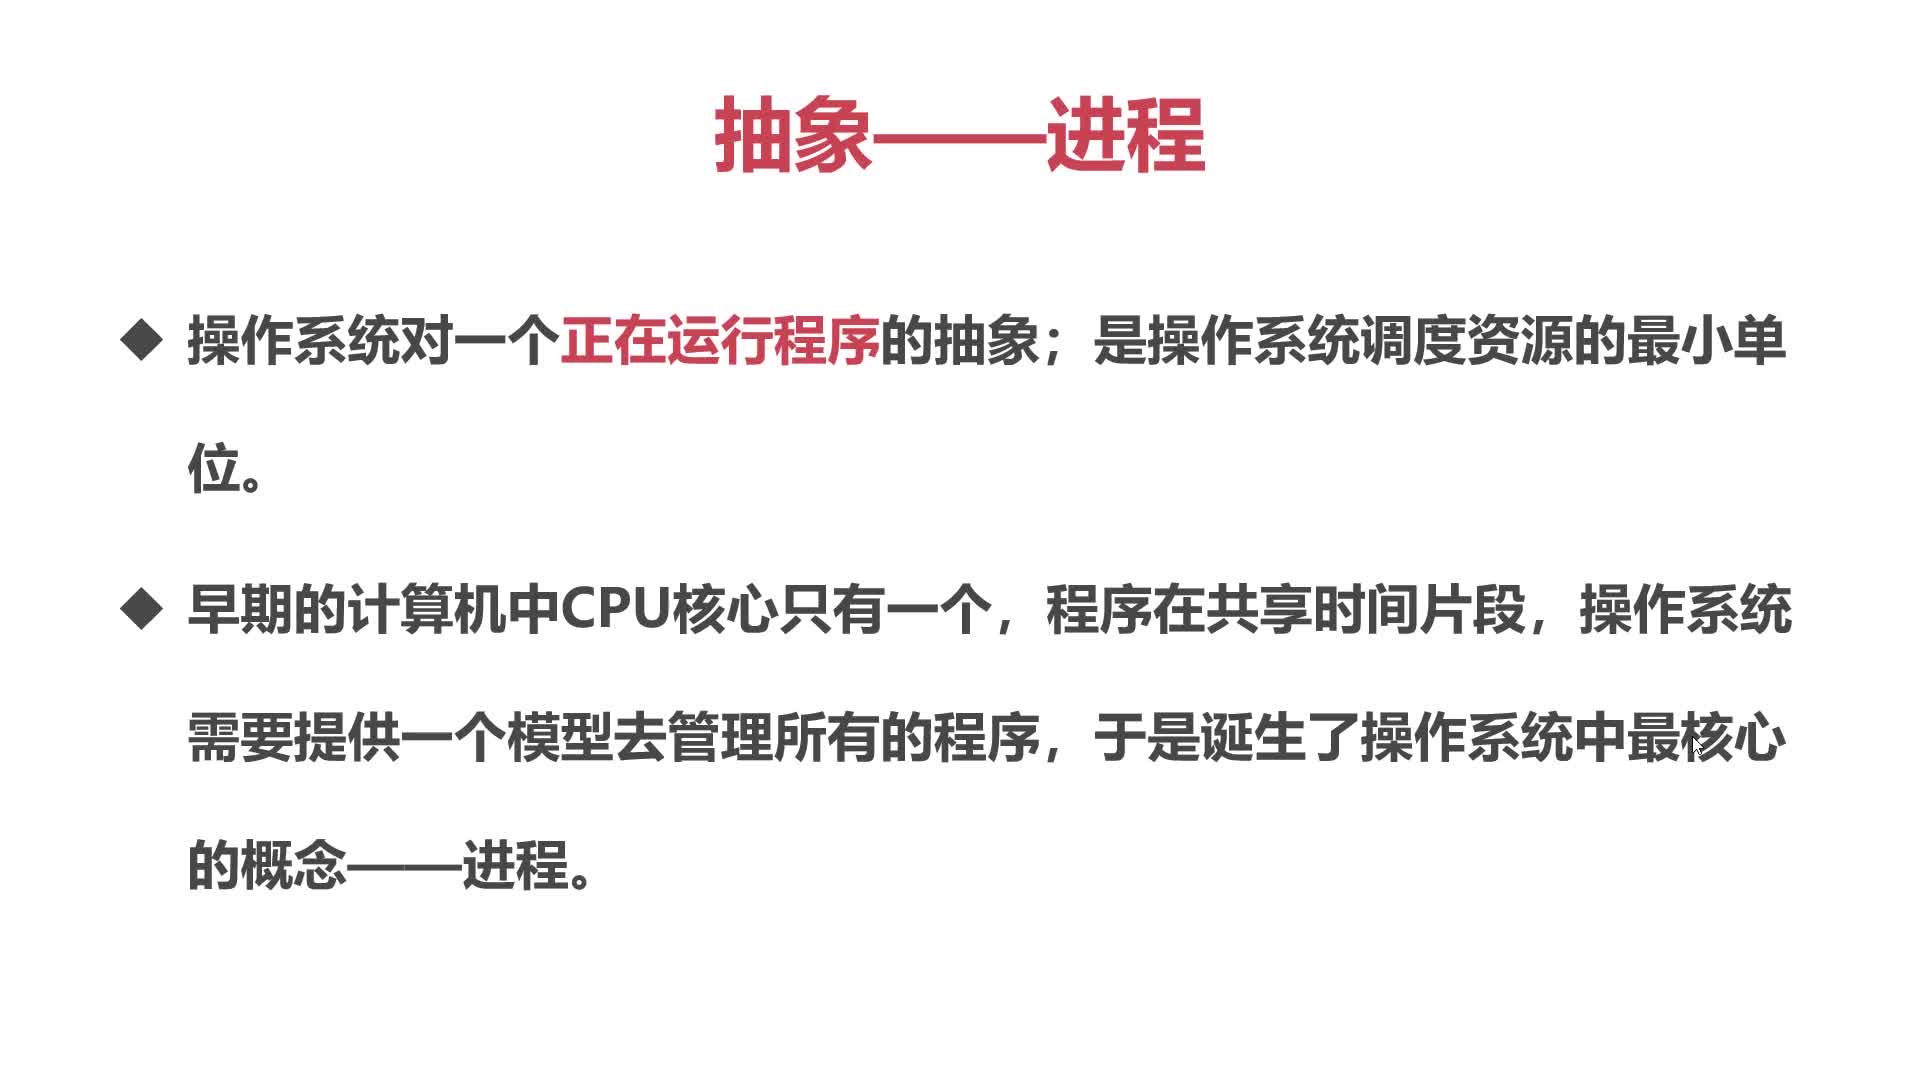 抽象——进程
操作系统对一个正在运行程序的抽象；是操作系统调度资源的最小单
位。
早期的计算机中CPU核心只有一个，程序在共享时间片段，操作系统
需要提供一个模型去管理所有的程序，于是诞生了操作系统中最核心
的概念——进程。